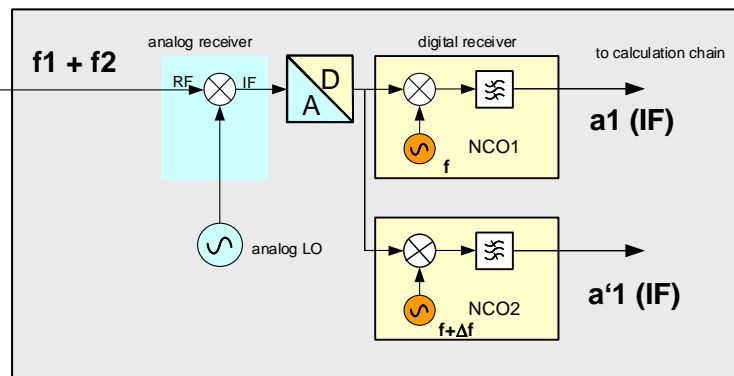 analog receiver
digital receiver
to calculation chain
f1 + f2
RF
IF
A
D
f
NCO1
a1 (IF)
analog LO
f+Δf
NCO2
a‘1 (IF)